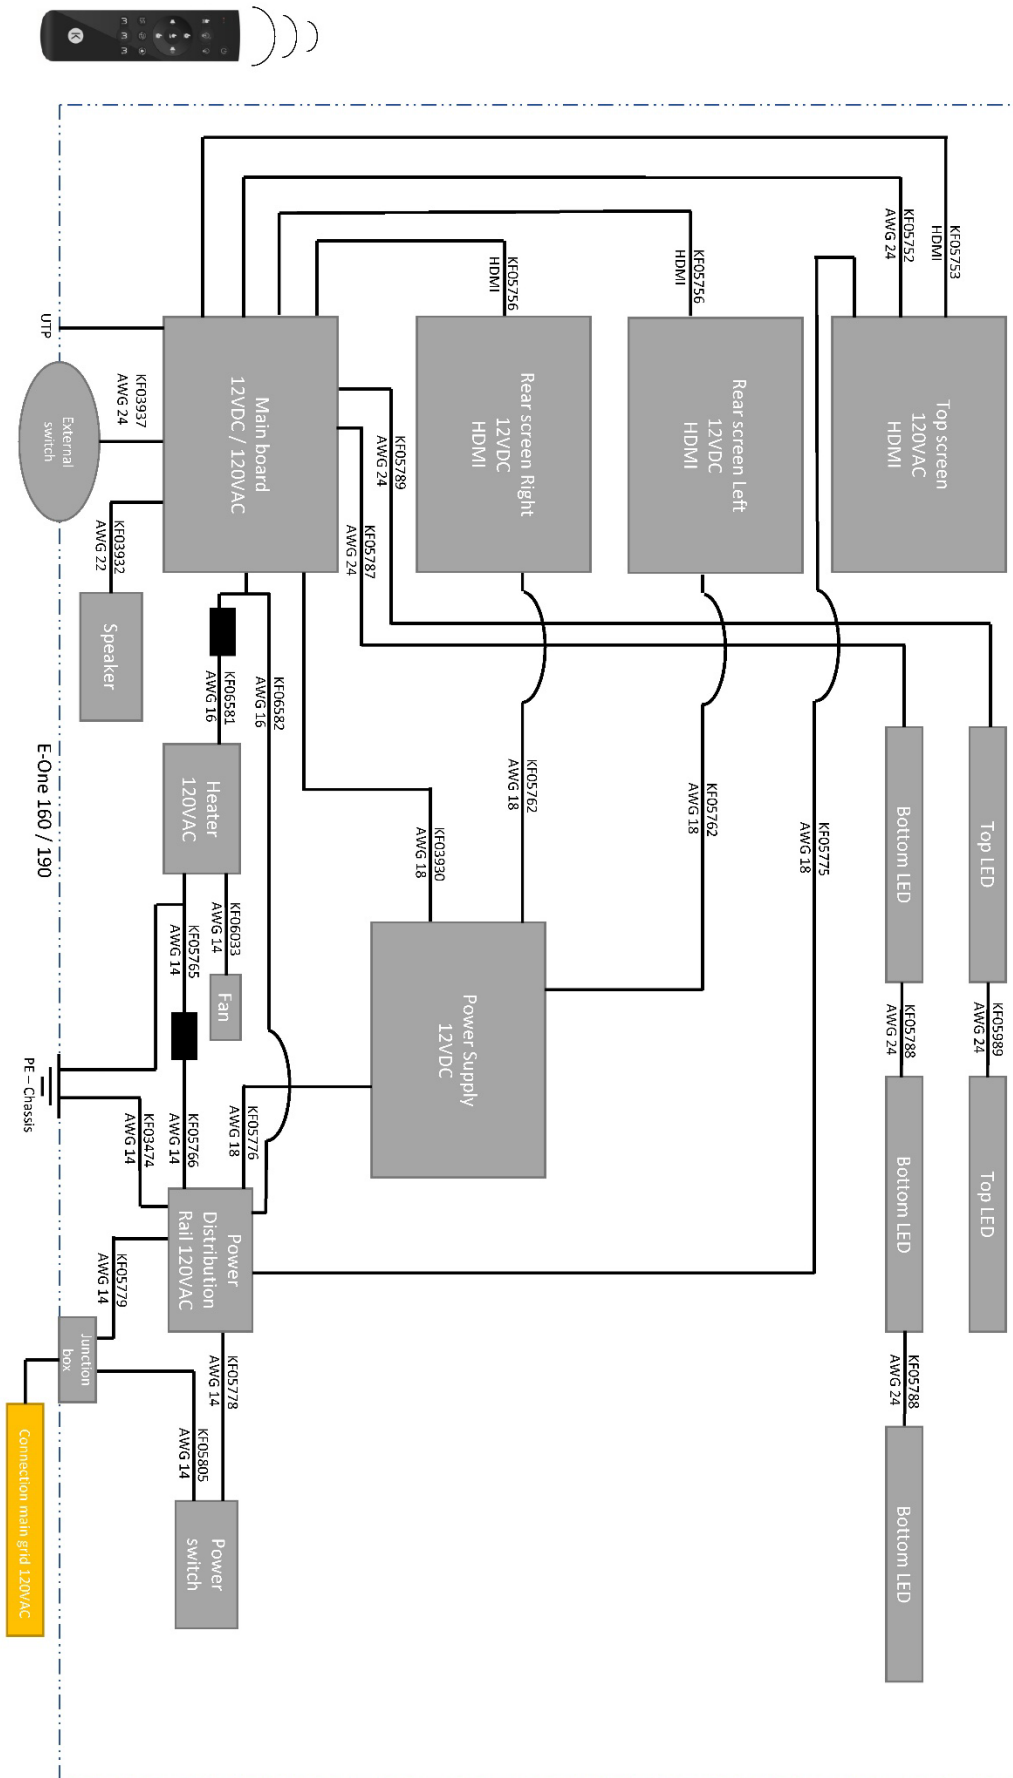 K
KF05753
HDMI
KF05752
AWG 24
KF05756
HDMI
KF05756
HDMI
Top screen
120VAC
HDMI
Rear screen Left
12VDC
HDMI
Rear screen Right
12VDC
HDMI
Main board
12VDC / 120VAC
UTP
KF03937
AWG 24
External
switch
KF03932
AWG 22
Speaker
KF05789
AWG 24
KF05787
AWG 24
KF06582
AWG 16
KF06581
AWG 16
Heater
120VAC
KF06033
AWG 14
Fan
KF05765
AWG 14
KF05766
AWG 14
KF03474
AWG 14
PE – Chassis
E-One 160 / 190
KF03930
AWG 18
KF05762
AWG 18
KF05762
AWG 18
KF05775
AWG 18
Power Supply
12VDC
KF05776
AWG 18
Power
Distribution
Rail 120VAC
KF05779
AWG 14
Junction
box
KF05778
AWG 14
KF05805
AWG 14
Power
switch
Connection main grid 120VAC
Top LED
KF05989
AWG 24
Top LED
Bottom LED
KF05788
AWG 24
Bottom LED
KF05788
AWG 24
Bottom LED